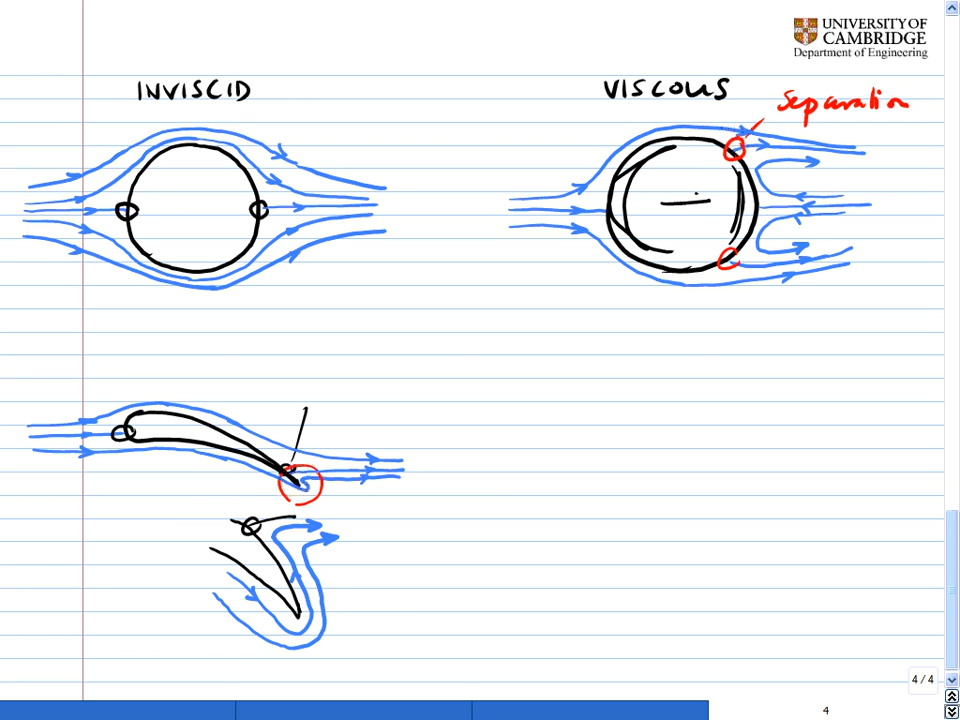 UNIVERSITY OF
CAMBRIDGE
Department of Engineering
INVISCID
VISCOUS
Separation
4 / 4
4